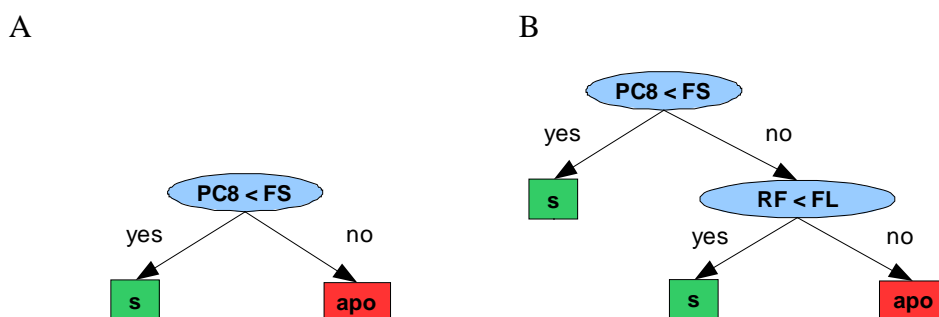 A
PC8 < FS
yes
no
s
apo
B
PC8 < FS
yes
no
s
RF < FL
yes
no
s
apo